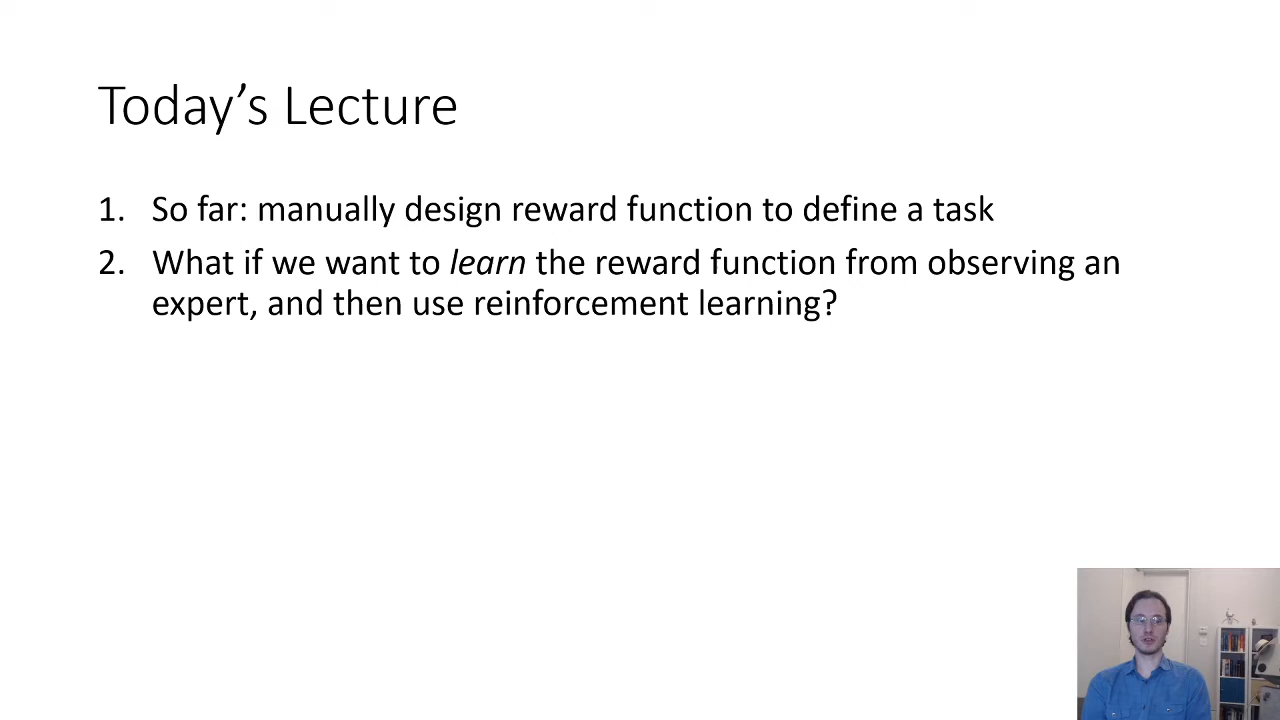 Today’s Lecture
1. So far: manually design reward function to define a task
2. What if we want to learn the reward function from observing an
expert, and then use reinforcement learning?